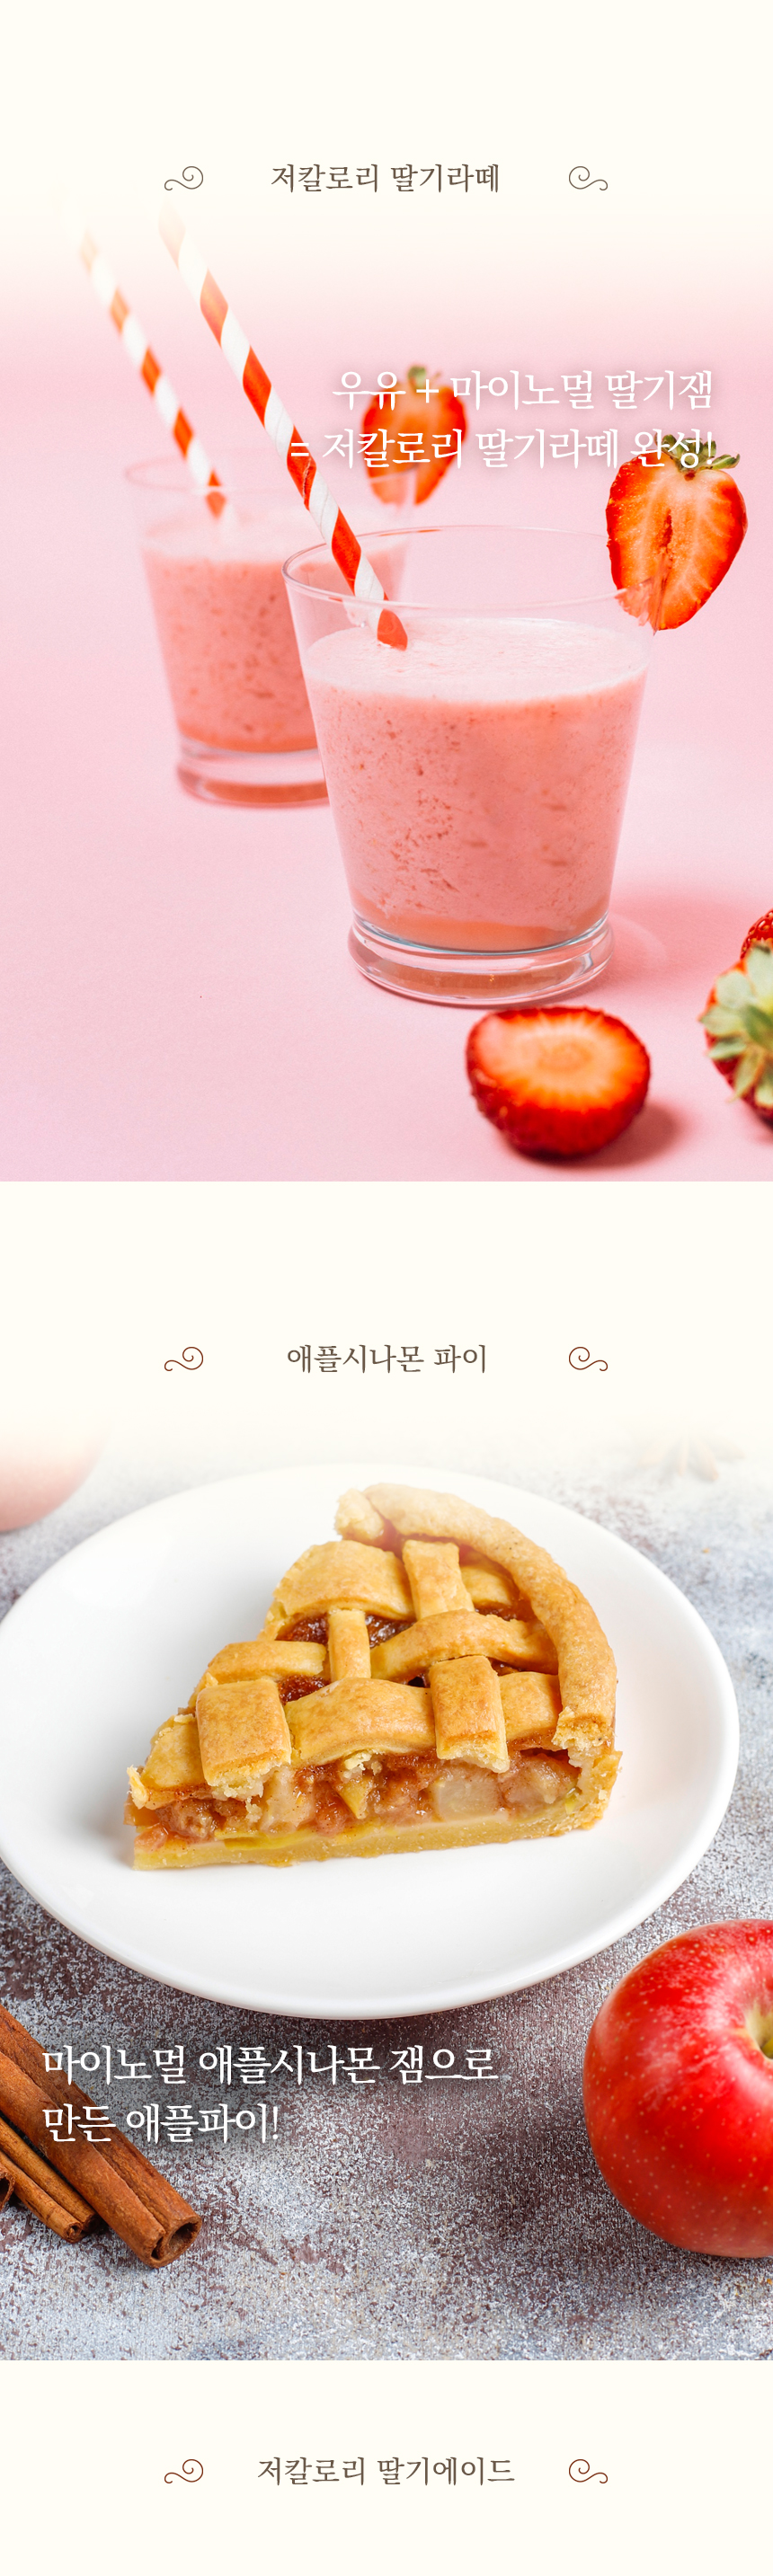 저칼로리 딸기라떼
우유 + 마이노멀 딸기잼
= 저칼로리 딸기라떼 완성!
애플시나몬 파이
마이노멀 애플시나몬 잼으로
만든 애플파이!
저칼로리 딸기에이드